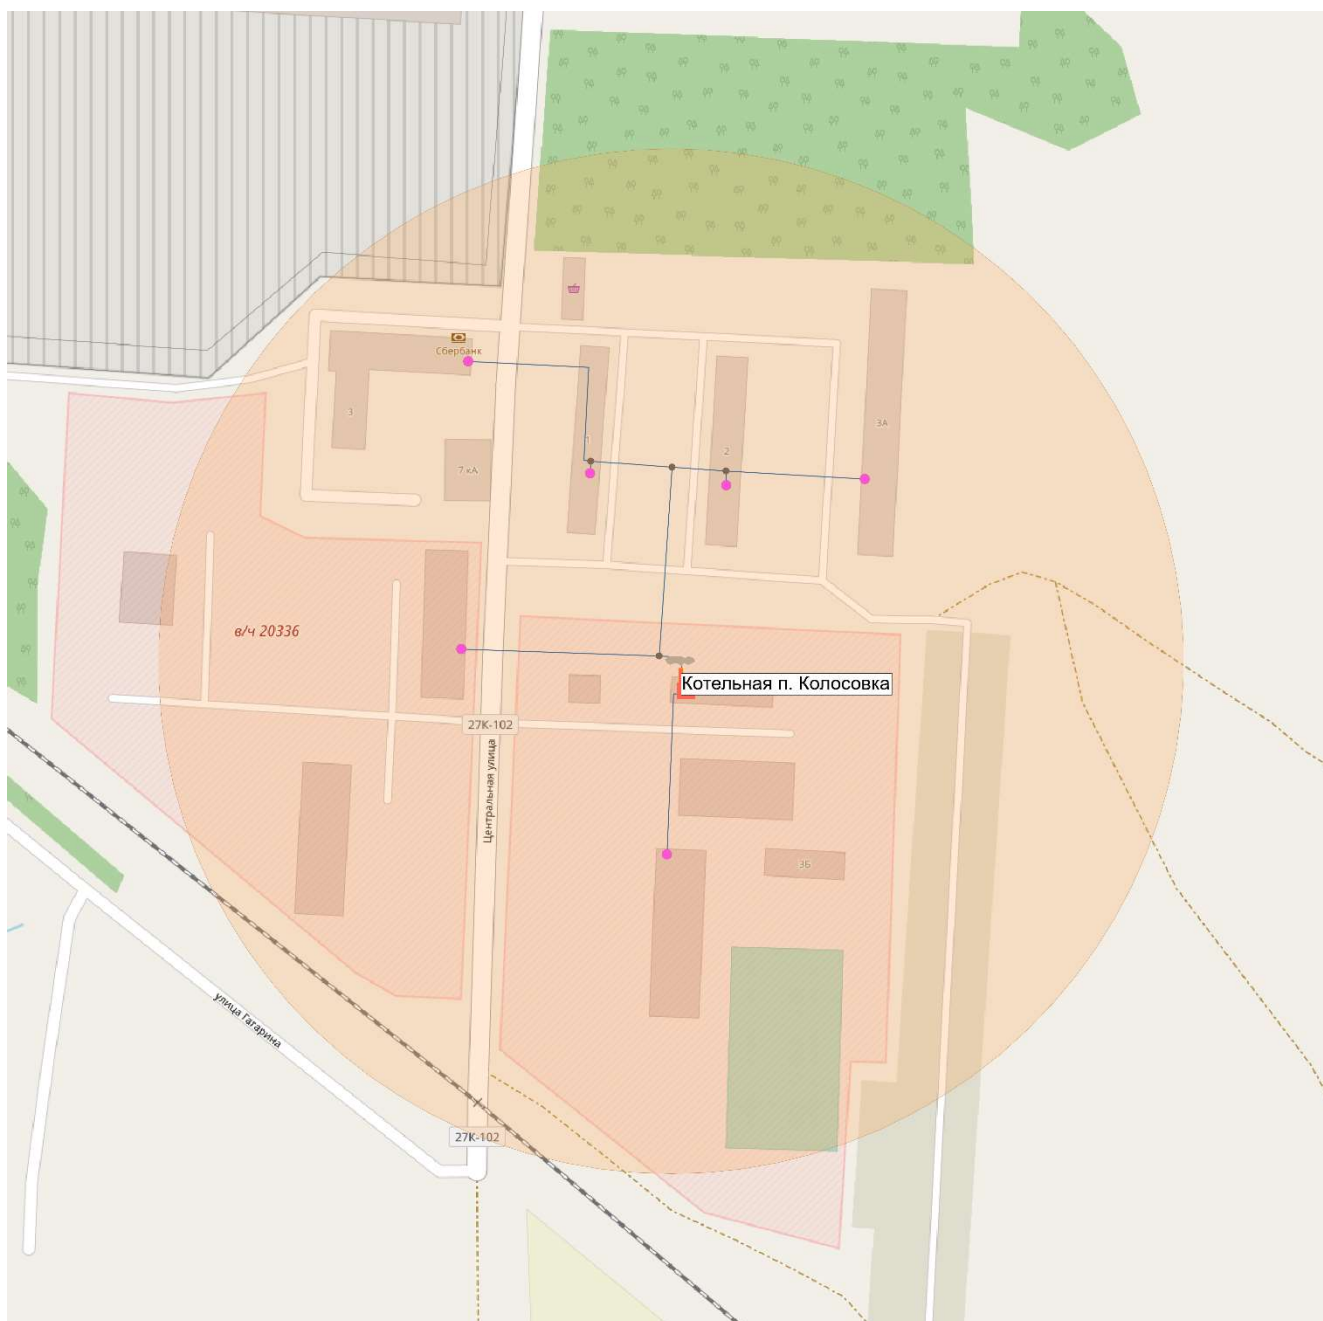 Сбербанк
3
7 кА
1
2
3А
в/ч 20336
Котельная п. Колосовка
27К-102
Центральная улица
3Б
улица Гагарина
27К-102